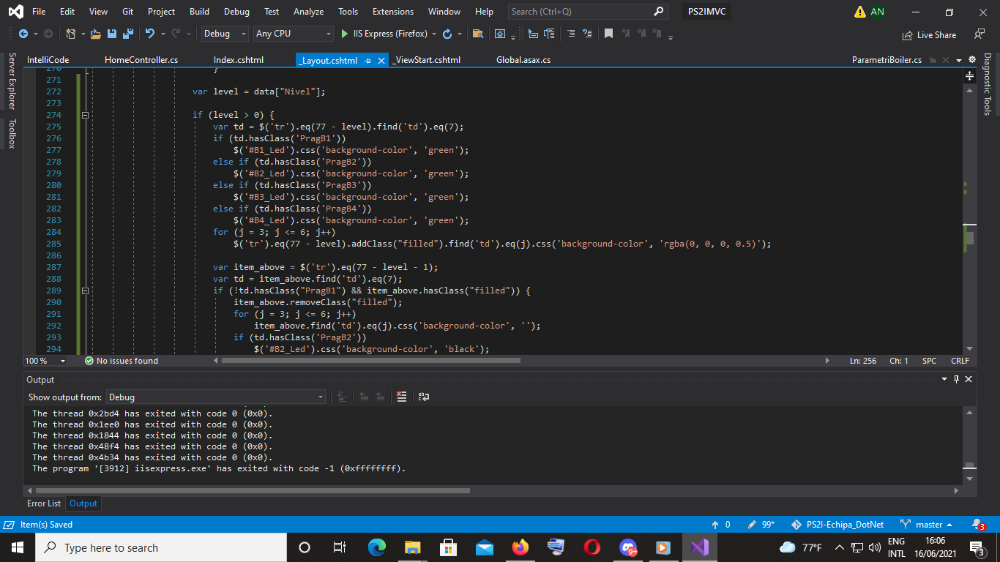 File Edit View Git Project Build Debug Test Analyze Tools Extensions Window Help Search (Ctrl+Q) PS2IMVC AN
Debug Any CPU IIS Express (Firefox) Live Share
IntelliCode HomeController.cs Index.cshtml _Layout.cshtml _ViewStart.cshtml Global.asax.cs ParametriBoiler.cs
Server Explorer
Toolbox
Diagnostic Tools
270 }
271
272 var level = data["Nivel"];
273
274 if (level > 0) {
275 var td = $('tr').eq(77 - level).find('td').eq(7);
276 if (td.hasClass('PragB1'))
277 $('#B1_Led').css('background-color', 'green');
278 else if (td.hasClass('PragB2'))
279 $('#B2_Led').css('background-color', 'green');
280 else if (td.hasClass('PragB3'))
281 $('#B3_Led').css('background-color', 'green');
282 else if (td.hasClass('PragB4'))
283 $('#B4_Led').css('background-color', 'green');
284 for (j = 3; j <= 6; j++)
285 $('tr').eq(77 - level).addClass("filled").find('td').eq(j).css('background-color', 'rgba(0, 0, 0, 0.5)');
286
287 var item_above = $('tr').eq(77 - level - 1);
288 var td = item_above.find('td').eq(7);
289 if (!td.hasClass("PragB1") && item_above.hasClass("filled")) {
290 item_above.removeClass("filled");
291 for (j = 3; j <= 6; j++)
292 item_above.find('td').eq(j).css('background-color', '');
293 if (td.hasClass('PragB2'))
294 $('#B2_Led').css('background-color', 'black');
100 % No issues found Ln: 256 Ch: 1 SPC CRLF
Output
Show output from: Debug
The thread 0x2bd4 has exited with code 0 (0x0).
The thread 0x1ee0 has exited with code 0 (0x0).
The thread 0x1844 has exited with code 0 (0x0).
The thread 0x48f4 has exited with code 0 (0x0).
The thread 0x4b34 has exited with code 0 (0x0).
The program '[3912] iisexpress.exe' has exited with code -1 (0xffffffff).
Error List Output
Item(s) Saved 0 99* PS2I-Echipa_DotNet master 3
Type here to search 9+ 77°F ENG 16:06
INTL 16/06/2021 3